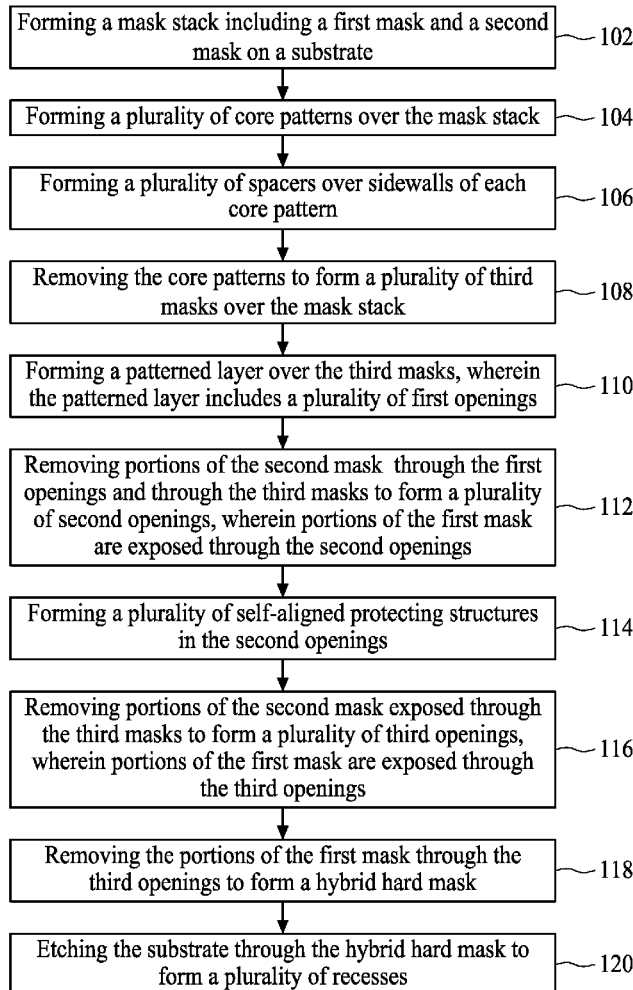 Forming a mask stack including a first mask and a second
mask on a substrate
102
Forming a plurality of core patterns over the mask stack
104
Forming a plurality of spacers over sidewalls of each
core pattern
106
Removing the core patterns to form a plurality of third
masks over the mask stack
108
Forming a patterned layer over the third masks, wherein
the patterned layer includes a plurality of first openings
110
Removing portions of the second mask through the first
openings and through the third masks to form a plurality
of second openings, wherein portions of the first mask
are exposed through the second openings
112
Forming a plurality of self-aligned protecting structures
in the second openings
114
Removing portions of the second mask exposed through
the third masks to form a plurality of third openings,
wherein portions of the first mask are exposed through
the third openings
116
Removing the portions of the first mask through the
third openings to form a hybrid hard mask
118
Etching the substrate through the hybrid hard mask to
form a plurality of recesses
120